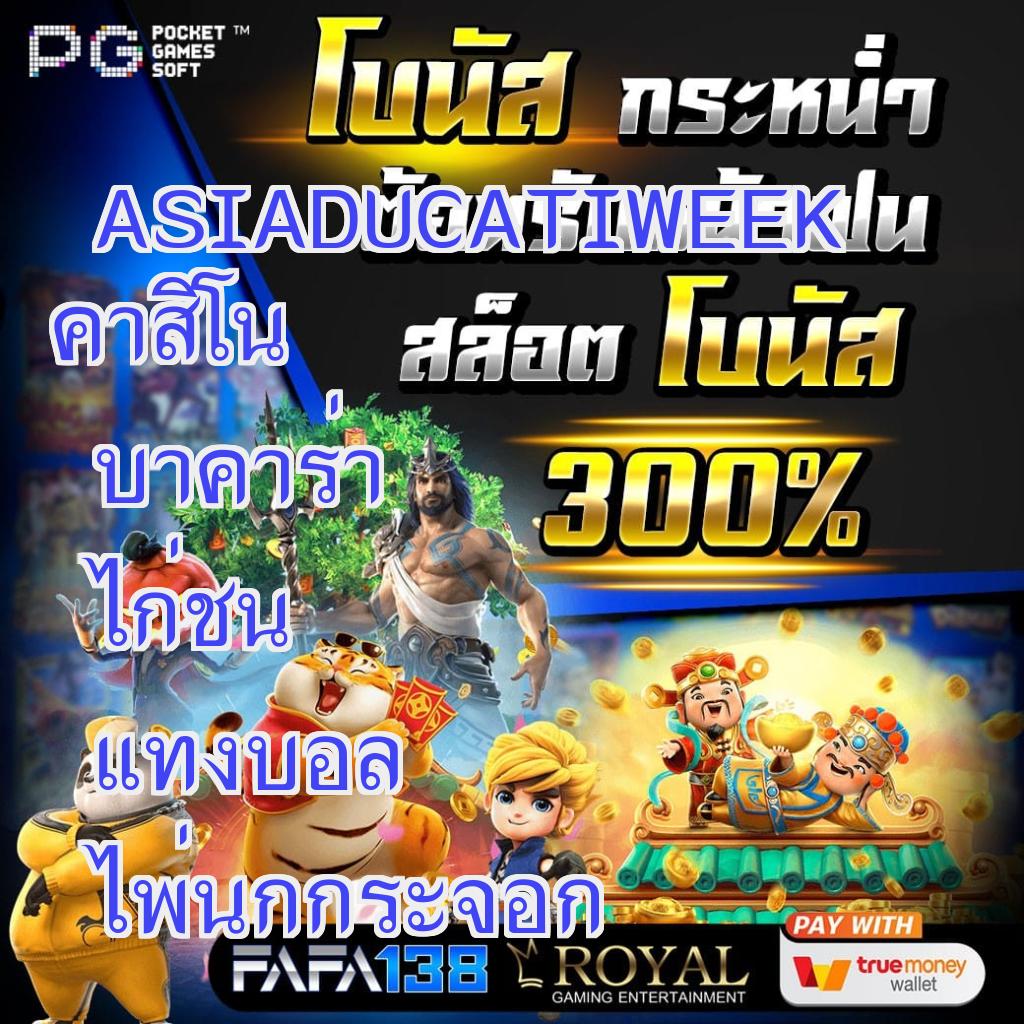 PG POCKET GAMES SOFT™
โบนัส กระหน่ำ
ASIADUCATIWEEK
คาสิโน
สล็อต โบนัส
บาคาร่า
300%
ไก่ชน
แทงบอล
ไพ่นกกระจอก
FAFA138
ROYAL
GAMING ENTERTAINMENT
PAY WITH
truemoney
wallet